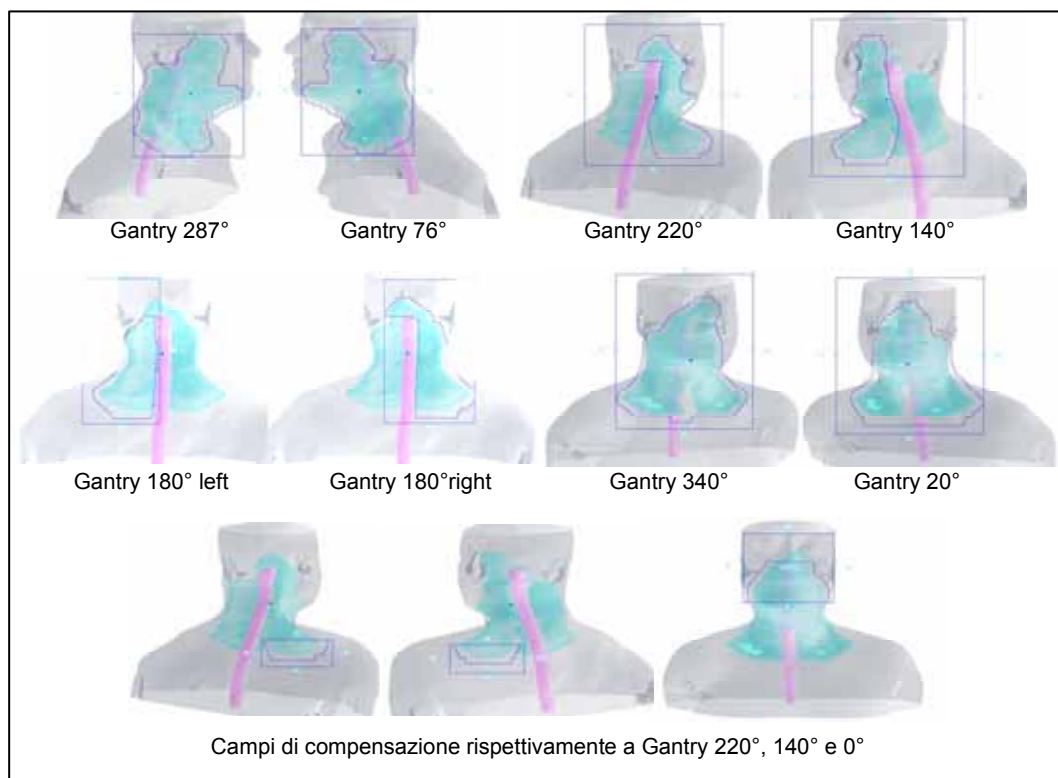 Gantry 287° Gantry 76° Gantry 220° Gantry 140°
Gantry 180° left Gantry 180°right Gantry 340° Gantry 20°
Campi di compensazione rispettivamente a Gantry 220°, 140° e 0°